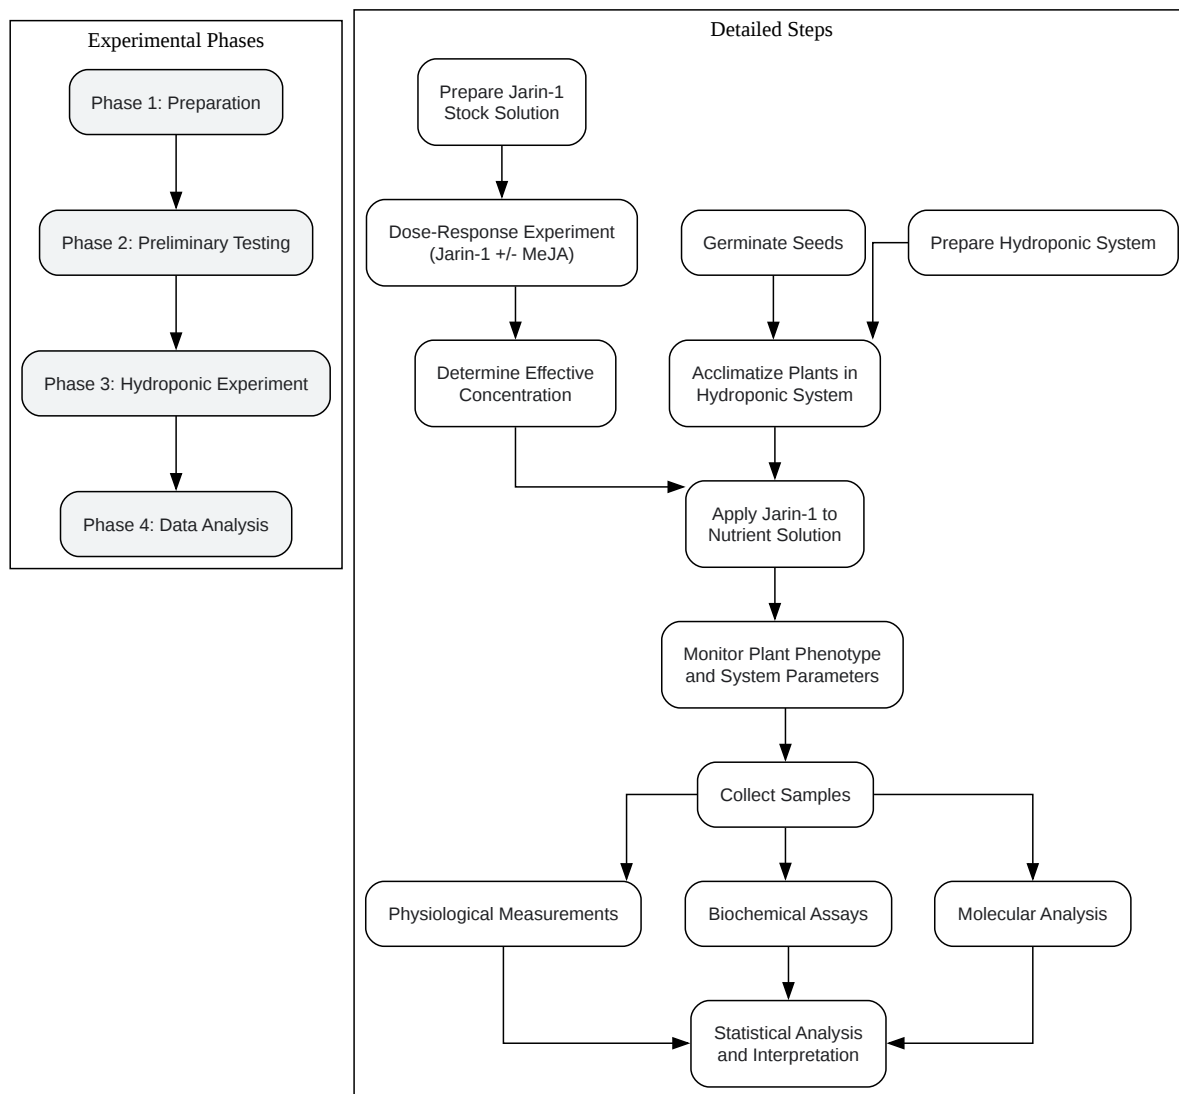 Experimental Phases
Phase 1: Preparation
Phase 2: Preliminary Testing
Phase 3: Hydroponic Experiment
Phase 4: Data Analysis
Detailed Steps
Prepare Jarin-1
Stock Solution
Dose-Response Experiment
(Jarin-1 +/- MeJA)
Germinate Seeds
Prepare Hydroponic System
Determine Effective
Concentration
Acclimatize Plants in
Hydroponic System
Apply Jarin-1 to
Nutrient Solution
Monitor Plant Phenotype
and System Parameters
Collect Samples
Physiological Measurements
Biochemical Assays
Molecular Analysis
Statistical Analysis
and Interpretation